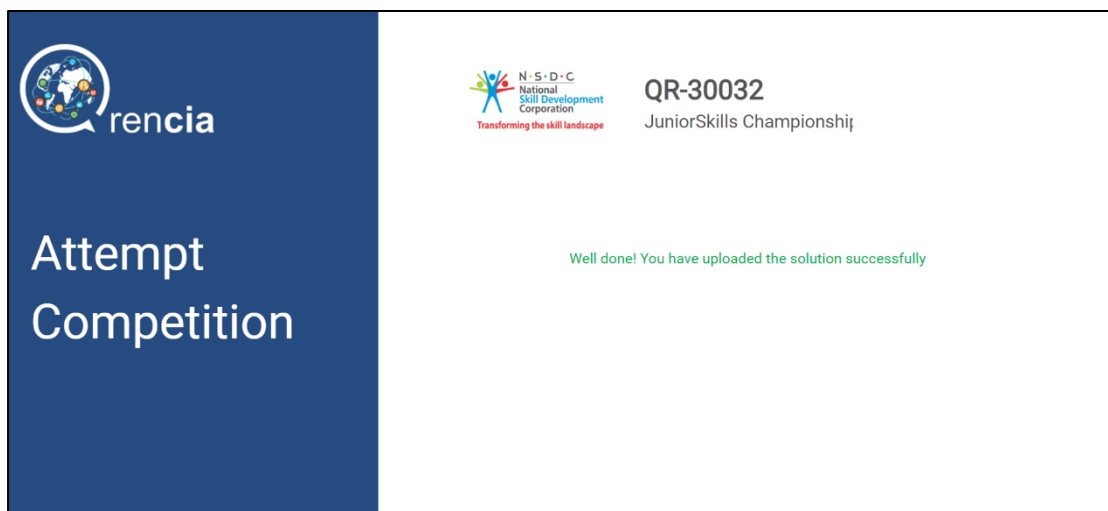 rencia
Attempt
Competition
N·S·D·C
National
Skill Development
Corporation
Transforming the skill landscape
QR-30032
JuniorSkills Championship
Well done! You have uploaded the solution successfully